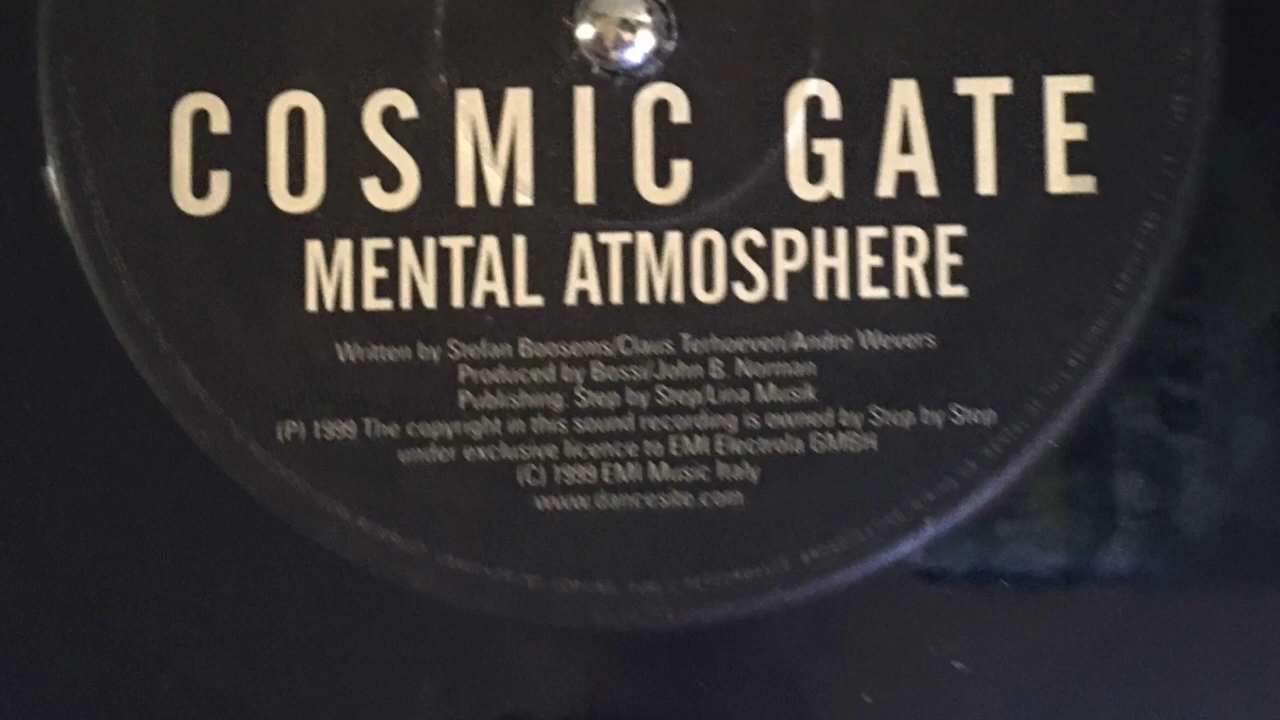 COSMIC GATE
MENTAL ATMOSPHERE
Written by Stefan Bossems/Claus Terhoeven/Andre Wevers
Produced by Bossi/John B. Norman
Publishing: Step by Step/Lina Musik
(P) 1999 The copyright in this sound recording is owned by Step by Step
under exclusive licence to EMI Electrola GMBH
(C) 1999 EMI Music Italy
www.dancesite.com